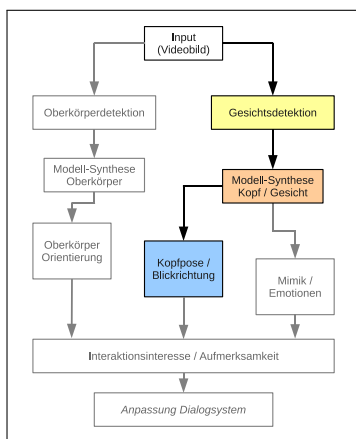 Input
(Videobild)
Oberkörperdetektion
Gesichtsdetektion
Modell-Synthese
Oberkörper
Modell-Synthese
Kopf / Gesicht
Oberkörper
Orientierung
Kopfpose /
Blickrichtung
Mimik /
Emotionen
Interaktionsinteresse / Aufmerksamkeit
Anpassung Dialogsystem